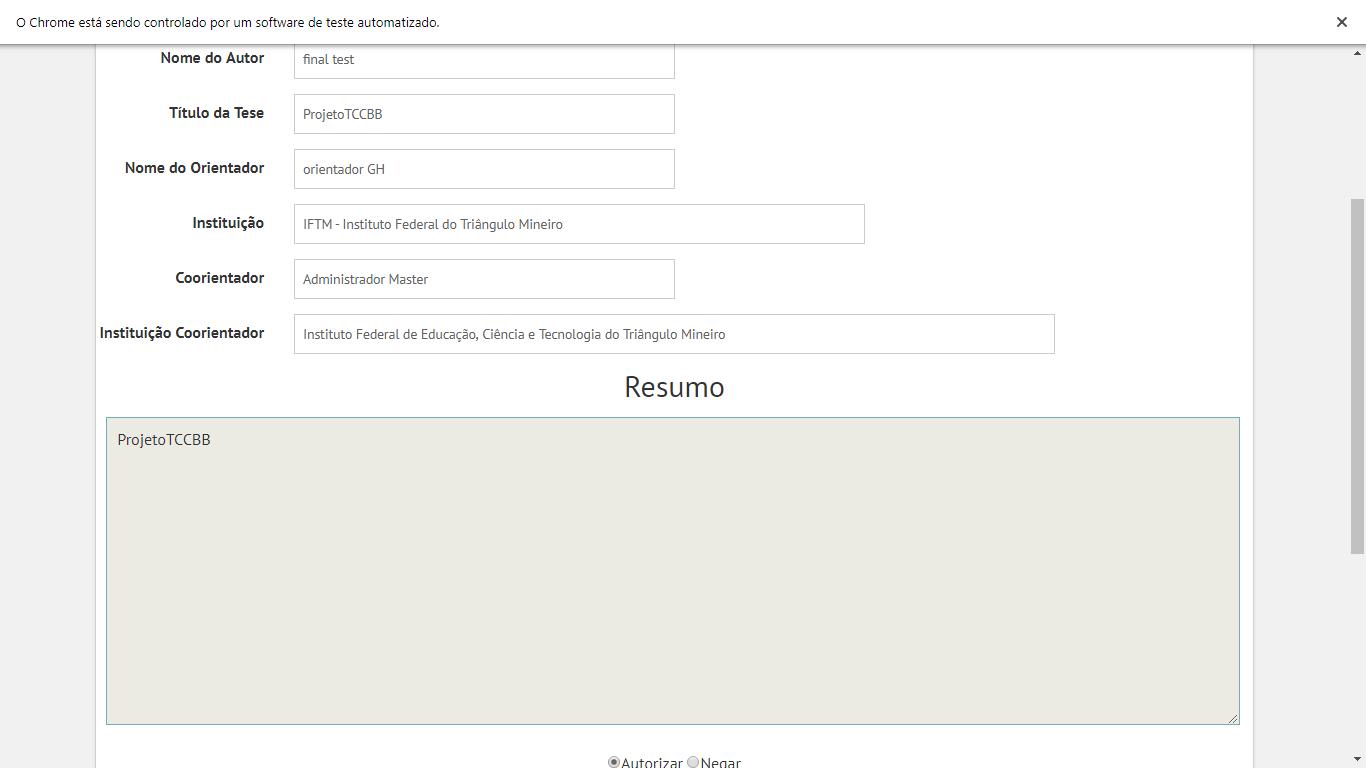 O Chrome está sendo controlado por um software de teste automatizado.
Nome do Autor final test
Título da Tese ProjetoTCCBB
Nome do Orientador orientador GH
Instituição IFTM - Instituto Federal do Triângulo Mineiro
Coorientador Administrador Master
Instituição Coorientador Instituto Federal de Educação, Ciência e Tecnologia do Triângulo Mineiro
Resumo
ProjetoTCCBB
Autorizar Negar